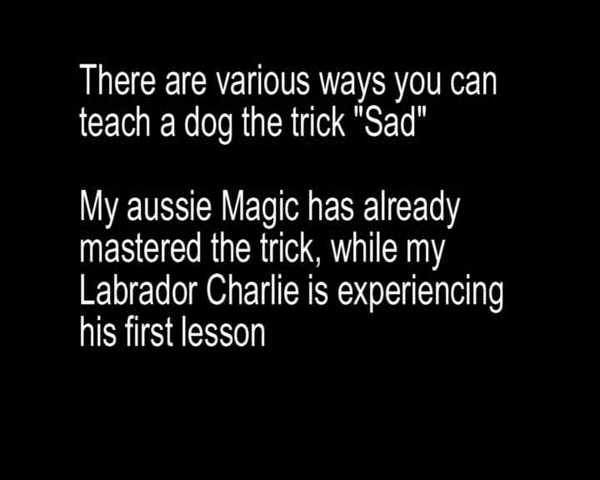 There are various ways you can
teach a dog the trick "Sad"
My aussie Magic has already
mastered the trick, while my
Labrador Charlie is experiencing
his first lesson